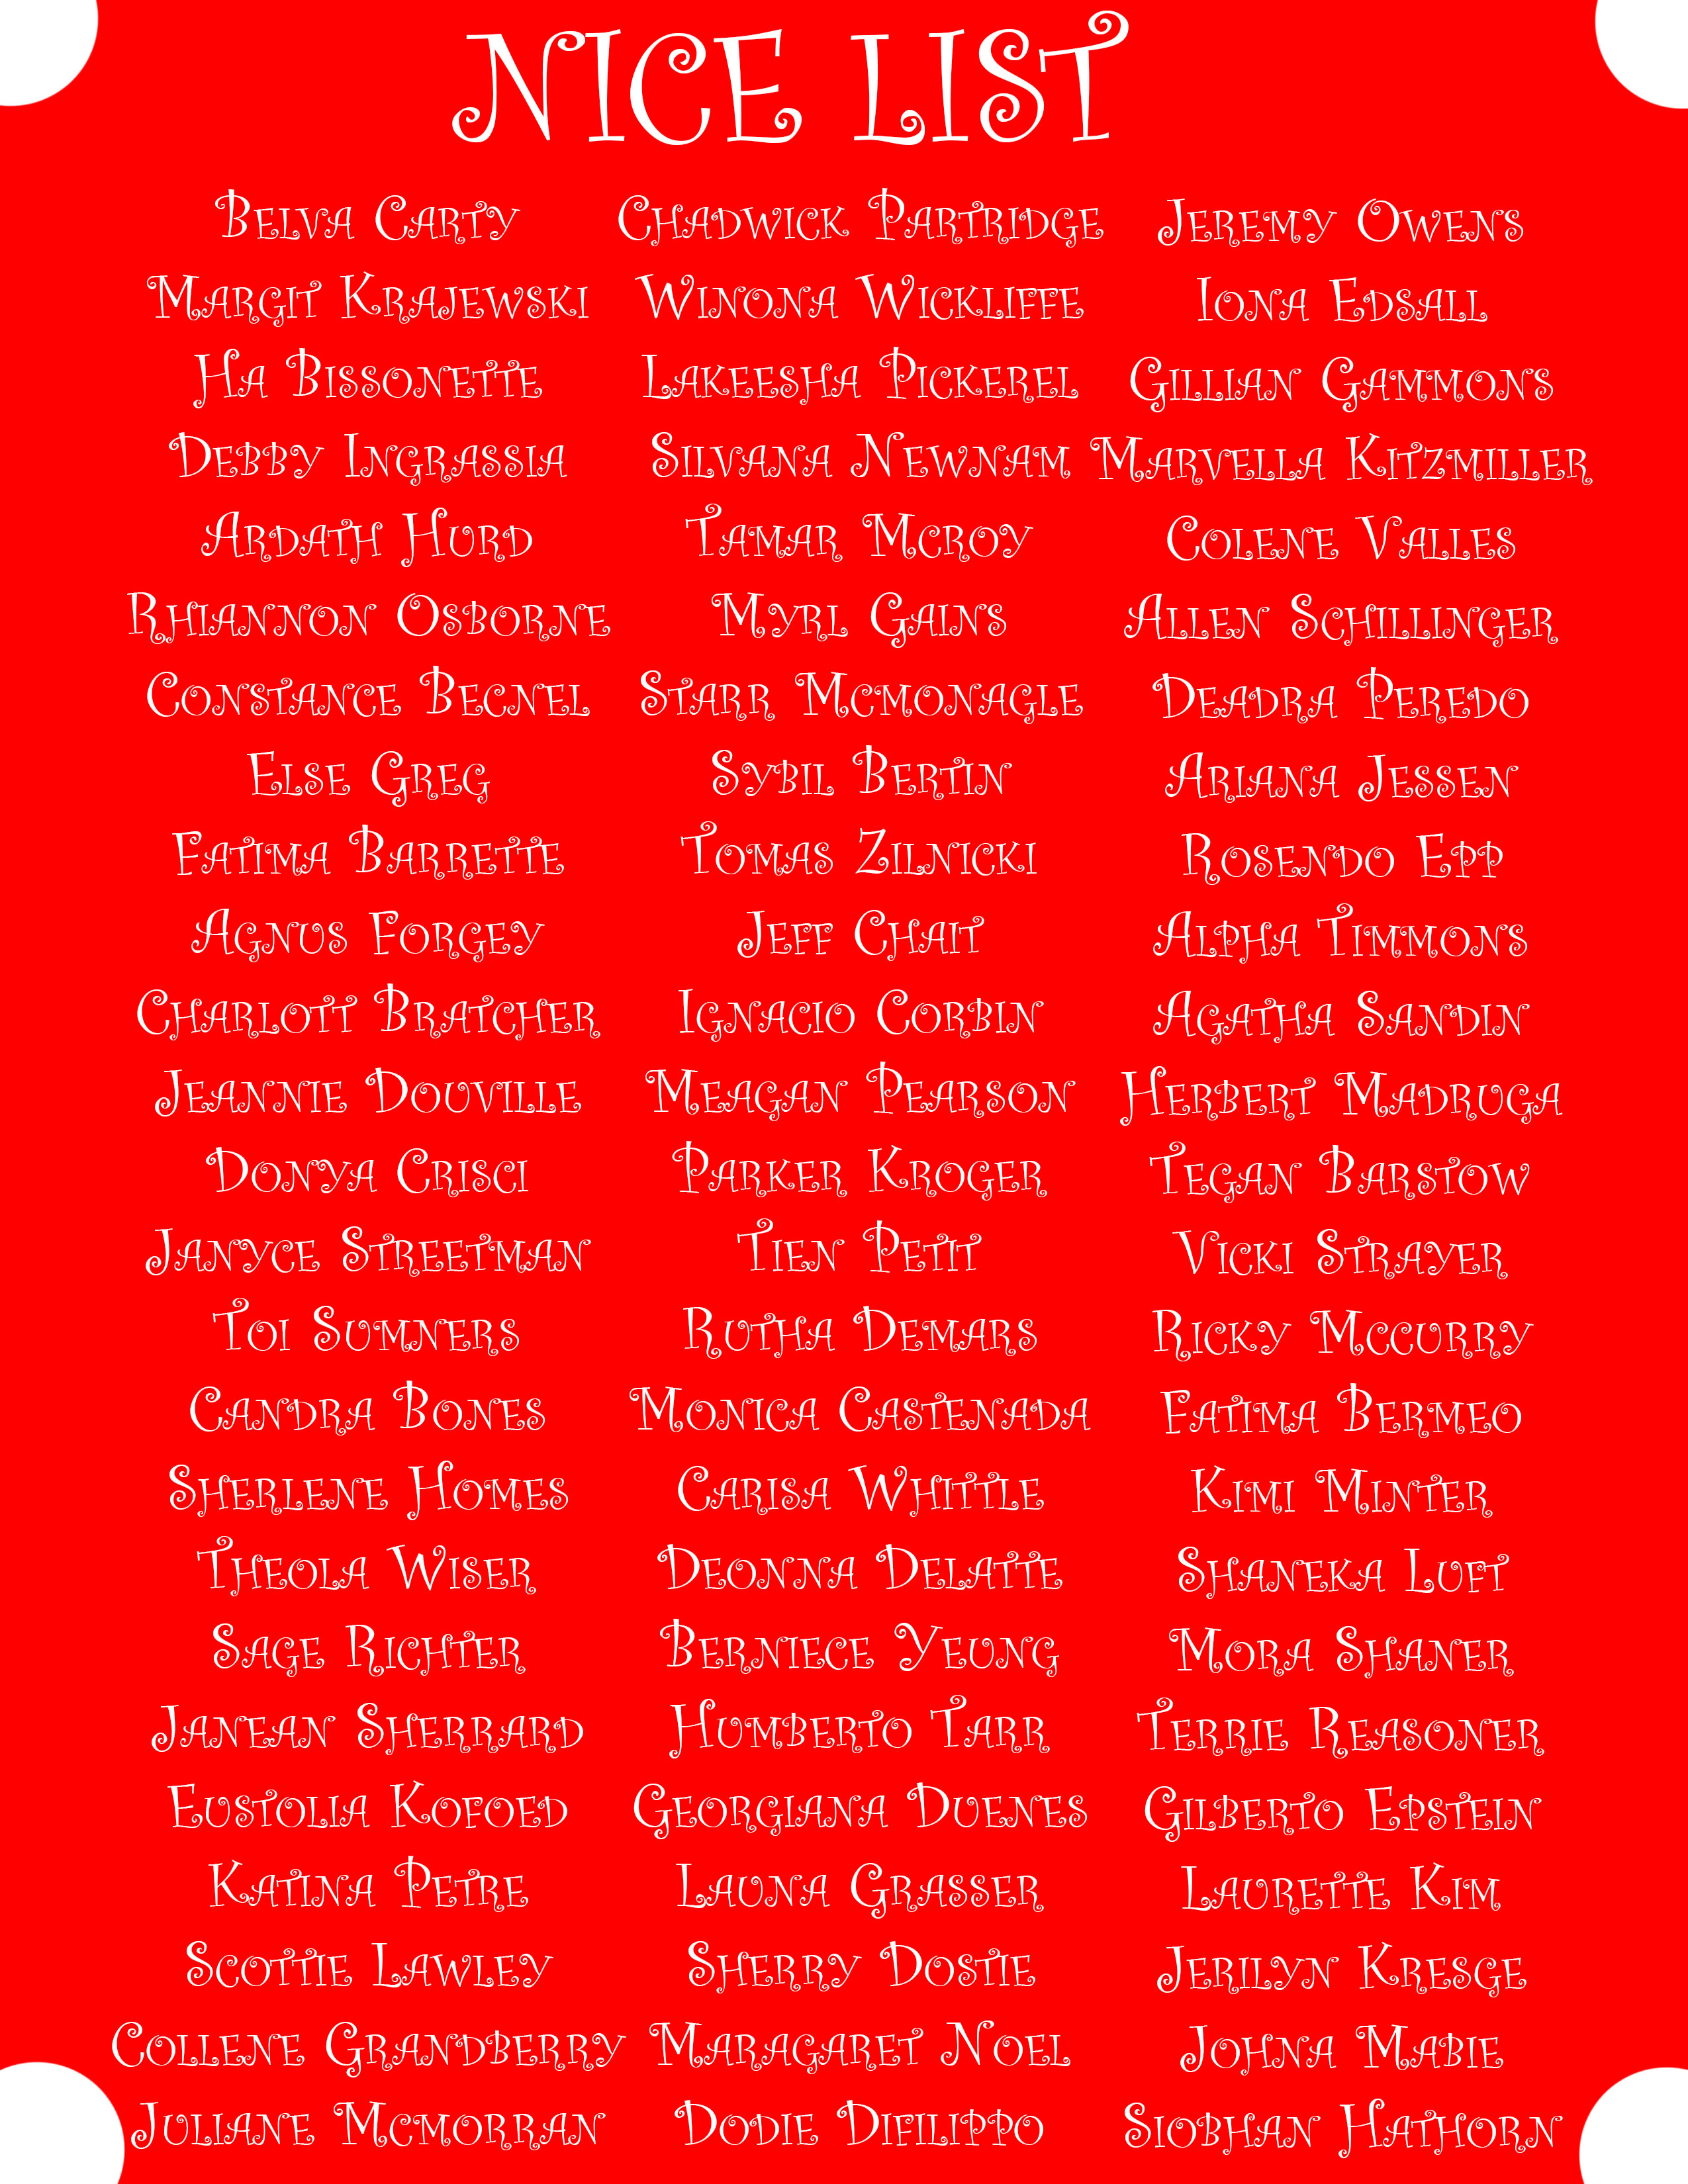 NICE LIST
BELVA CARTY
MARGIT KRAJEWSKI
HA BISSONETTE
DEBBY INGRASSIA
ARDATH HURD
RHIANNON OSBORNE
CONSTANCE BECNEL
ELSE GREG
FATIMA BARRETTE
AGNUS FORGEY
CHARLOTT BRATCHER
JEANNIE DOUVILLE
DONYA CRISCI
JANYCE STREETMAN
TOI SUMNERS
CANDRA BONES
SHERLENE HOMES
THEOLA WISER
SAGE RICHTER
JANEAN SHERRARD
EUSTOLIA KOFOED
KATINA PETRE
SCOTTIE LAWLEY
COLLENE GRANDBERRY
JULIANE MCMORRAN
CHADWICK PARTRIDGE
WINONA WICKLIFFE
LAKEESHA PICKEREL
SILVANA NEWNAM
TAMAR MCROY
MYRL GAINS
STARR MCMONAGLE
SYBIL BERTIN
TOMAS ZILNICKI
JEFF CHAIT
IGNACIO CORBIN
MEAGAN PEARSON
PARKER KROGER
TIEN PETIT
RUTHA DEMARS
MONICA CASTENADA
CARISA WHITTLE
DEONNA DELATTE
BERNIECE YEUNG
HUMBERTO TARR
GEORGIANA DUENES
LAUNA GRASSER
SHERRY DOSTIE
MARAGARET NOEL
DODIE DIFILIPPO
JEREMY OWENS
IONA EDSALL
GILLIAN GAMMONS
MARVELLA KITZMILLER
COLENE VALLES
ALLEN SCHILLINGER
DEADRA PEREDO
ARIANA JESSEN
ROSENDO EPP
ALPHA TIMMONS
AGATHA SANDIN
HERBERT MADRUGA
TEGAN BARSTOW
VICKI STRAYER
RICKY MCCURRY
FATIMA BERMEO
KIMI MINTER
SHANEKA LUFT
MORA SHANER
TERRIE REASONER
GILBERTO EPSTEIN
LAURETTE KIM
JERILYN KRESGE
JOHNA MABIE
SIOBHAN HATHORN